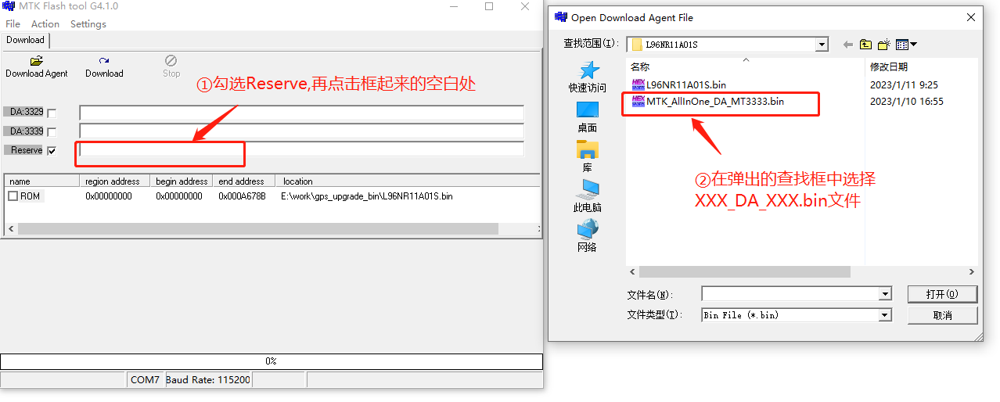 MTK Flash tool G4.1.0
File Action Settings
Download
Download Agent Download Stop
①勾选Reserve,再点击框起来的空白处
DA:3329
DA:3339
Reserve
name region address begin address end address location
ROM 0x00000000 0x00000000 0x000A678B E:\work\gps_upgrade_bin\L96NR11A01S.bin
0%
COM7 Baud Rate: 115200
Open Download Agent File
查找范围(I): L96NR11A01S
名称 修改日期
L96NR11A01S.bin 2023/1/11 9:25
MTK_AllInOne_DA_MT3333.bin 2023/1/10 16:55
快速访问
桌面
库
此电脑
网络
②在弹出的查找框中选择
XXX_DA_XXX.bin文件
文件名(N): 打开(O)
文件类型(T): Bin File (*.bin) 取消